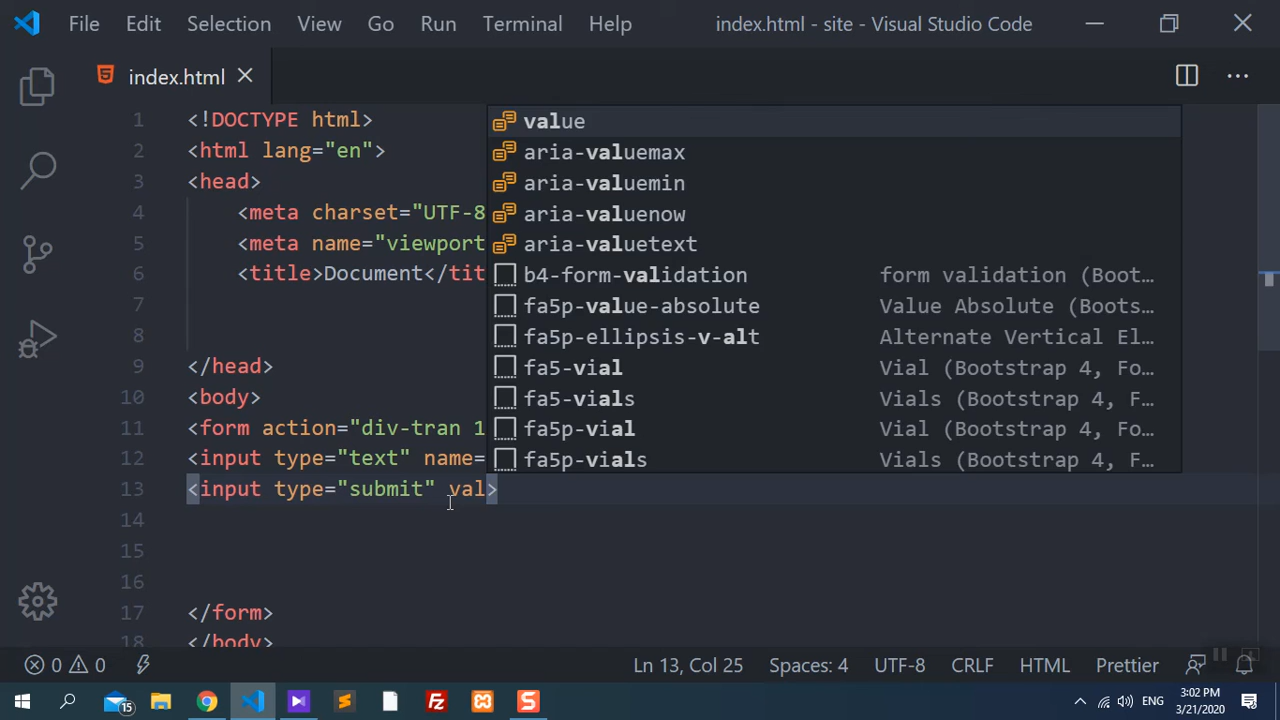 File Edit Selection View Go Run Terminal Help index.html - site - Visual Studio Code
index.html
1 <!DOCTYPE html>
2 <html lang="en">
3 <head>
4 <meta charset="UTF-8
5 <meta name="viewport
6 <title>Document</tit
7
8
9 </head>
10 <body>
11 <form action="div-tran 1
12 <input type="text" name=
13 <input type="submit" val>
14
15
16
17 </form>
18 </body>
value
aria-valuemax
aria-valuemin
aria-valuenow
aria-valuetext
b4-form-validation form validation (Boot…
fa5p-value-absolute Value Absolute (Boots…
fa5p-ellipsis-v-alt Alternate Vertical El…
fa5-vial Vial (Bootstrap 4, Fo…
fa5-vials Vials (Bootstrap 4, Fo…
fa5p-vial Vial (Bootstrap 4, Fo…
fa5p-vials Vials (Bootstrap 4, Fo…
0 0 Ln 13, Col 25 Spaces: 4 UTF-8 CRLF HTML Prettier
15 ENG 3:02 PM
3/21/2020